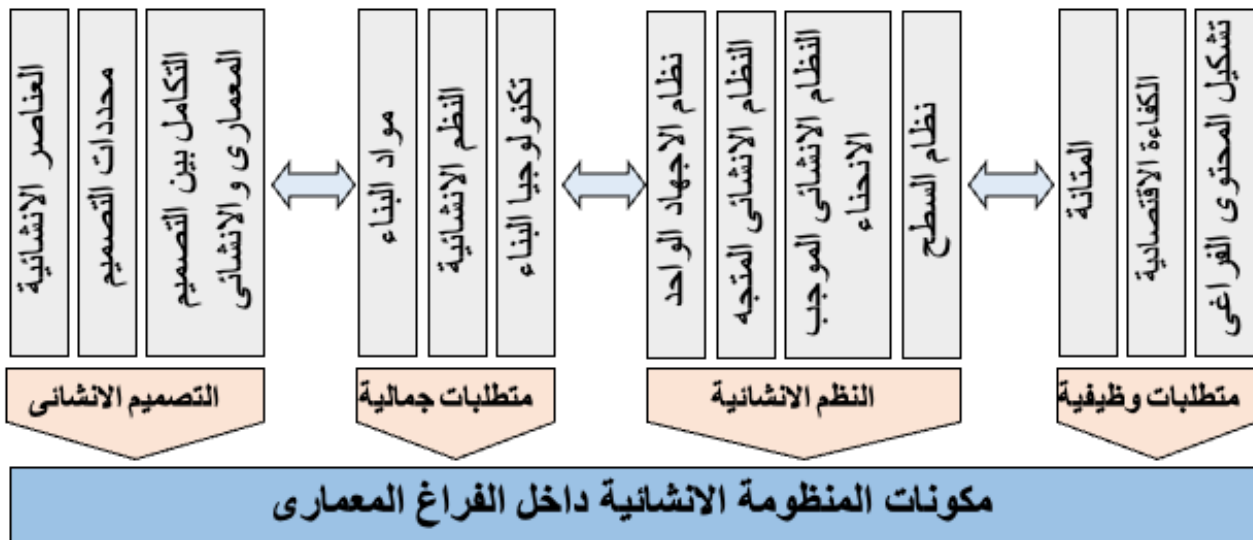 تشكيل المحتوى الفراغى
الكفاءة الاقتصادية
المتانة
متطلبات وظيفية
نظام السطح
النظام الانشائى الموجب
الانحناء
النظام الانشائى المتجه
نظام الاجهاد الواحد
النظم الانشائية
تكنولوجيا البناء
النظم الانشائية
مواد البناء
متطلبات جمالية
التكامل بين التصميم
المعمارى والانشائى
محددات التصميم
العناصر الانشائية
التصميم الانشائى
مكونات المنظومة الانشائية داخل الفراغ المعمارى